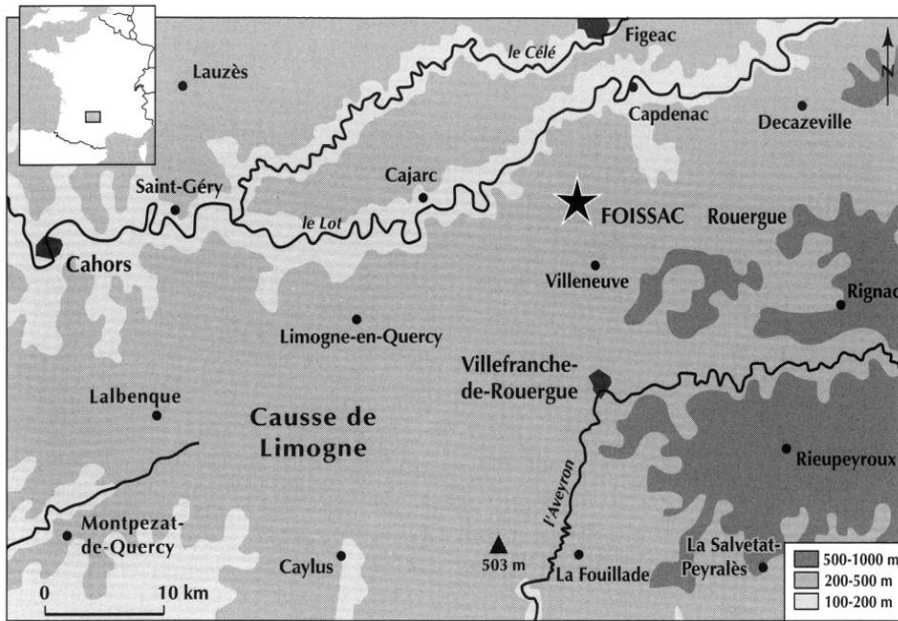 Figeac
le Célé
N
Lauzès
Capdenac
Decazeville
Saint-Géry
Cajarc
FOISSAC
Rouergue
le Lot
Cahors
Villeneuve
Rignac
Limogne-en-Quercy
Villefranche-
de-Rouergue
Lalbenque
Causse de
Limogne
Rieupeyroux
l'Aveyron
Montpezat-
de-Quercy
Caylus
503 m
La Fouillade
La Salvetat-
Peyralès
0 10 km
500-1000 m
200-500 m
100-200 m